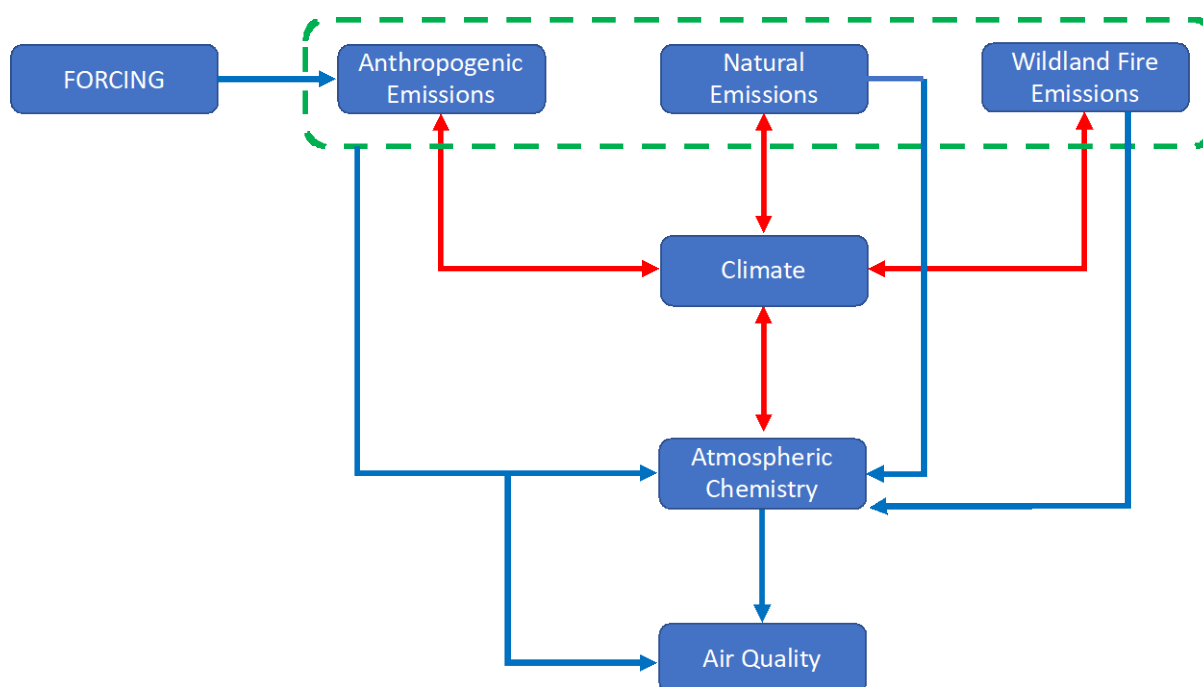 FORCING
Anthropogenic
Emissions
Natural
Emissions
Wildland Fire
Emissions
Climate
Atmospheric
Chemistry
Air Quality